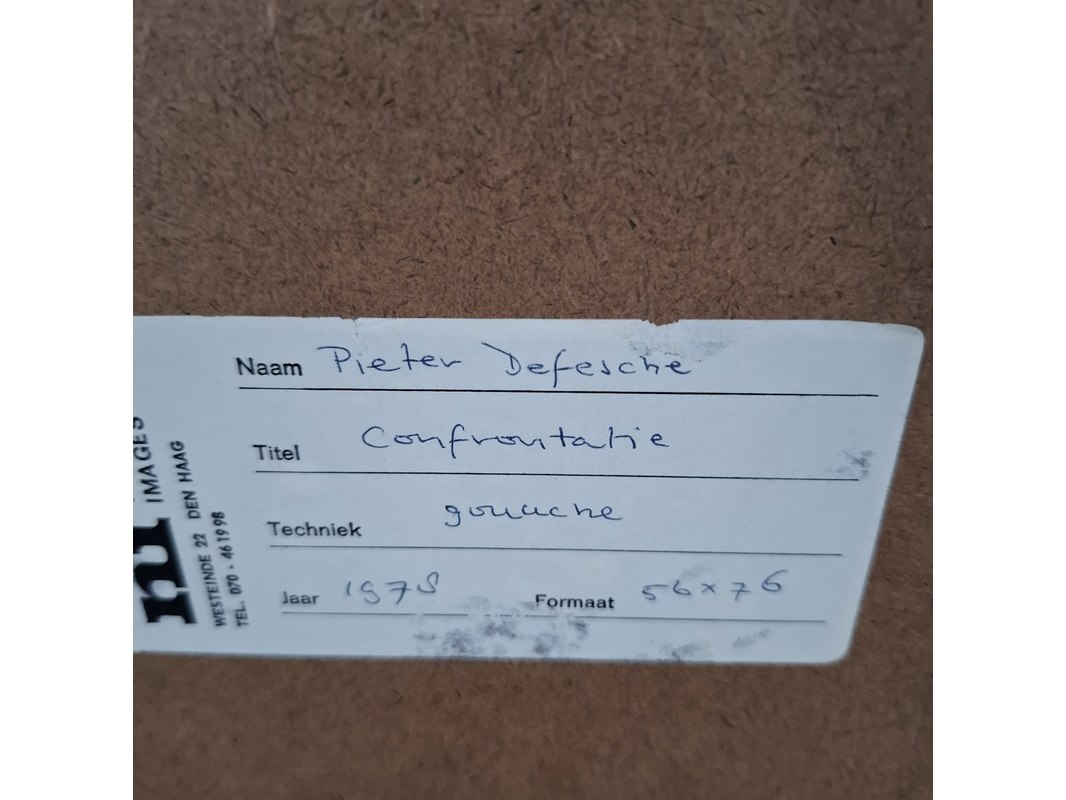 Naam Pieter Defesche
Titel Confrontatie
Techniek gouache
Jaar 1978 Formaat 56x76
IMAGES
WESTEINDE 22 DEN HAAG
TEL. 070 - 461998